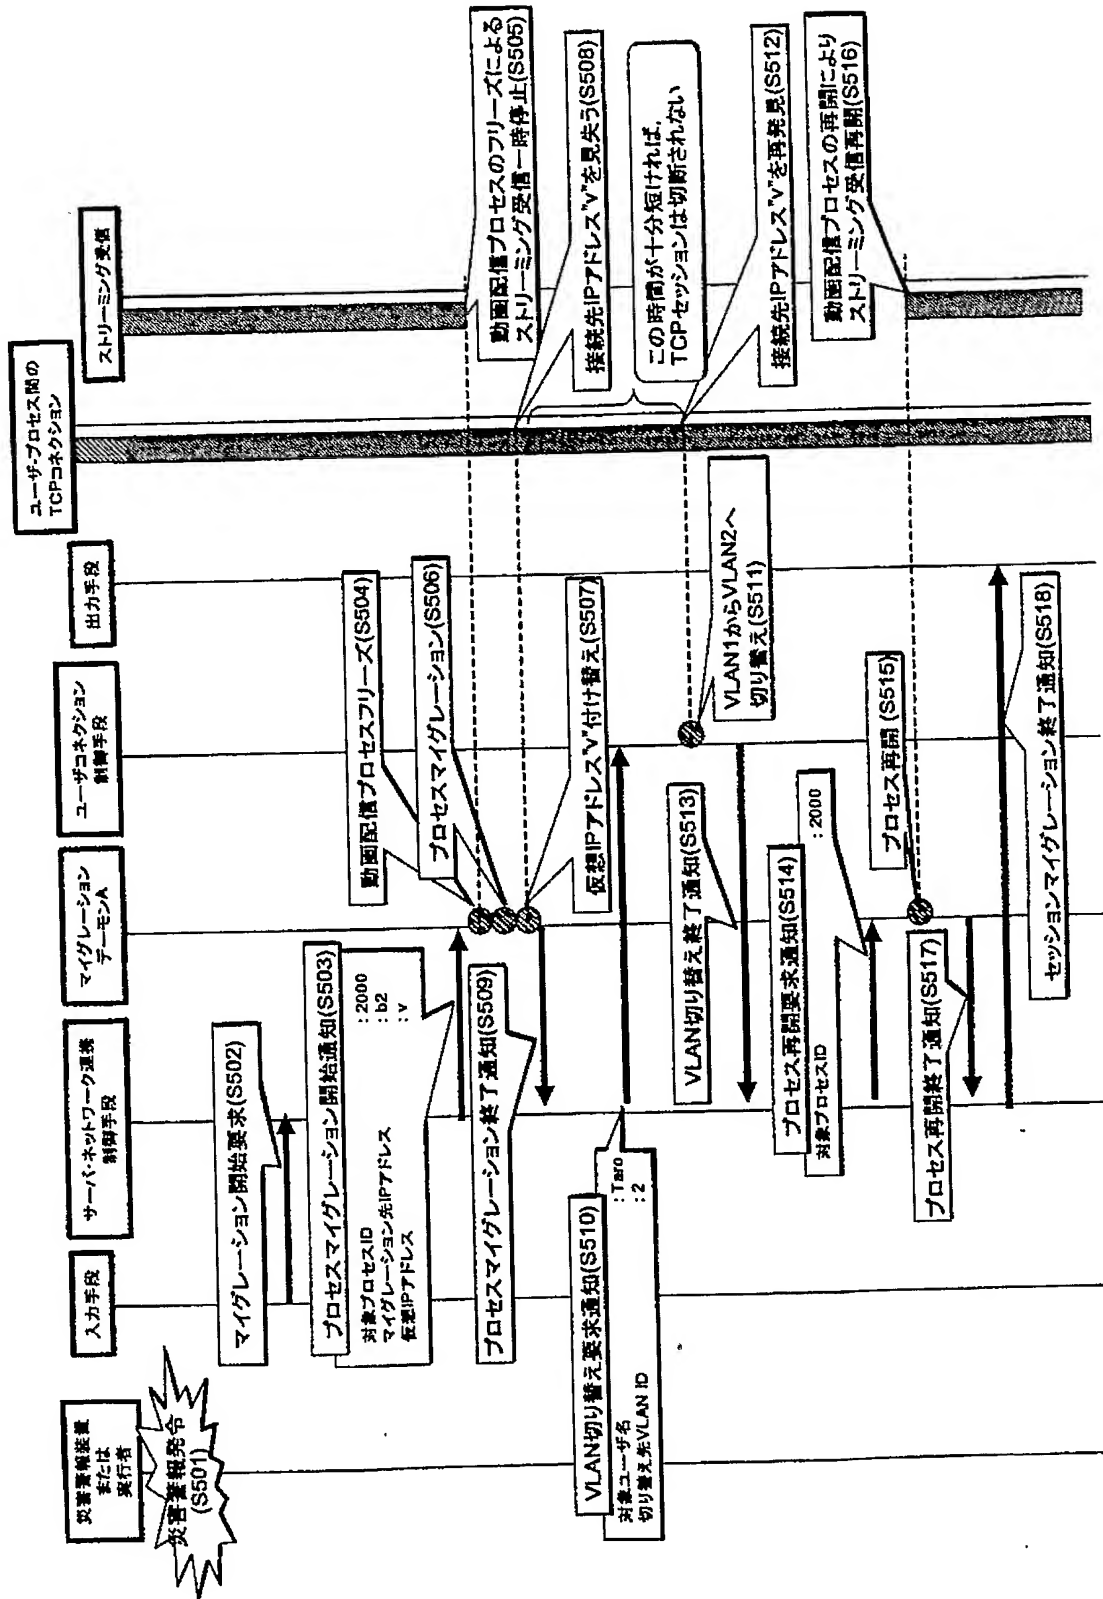 災害警報装置
または
実行者
入力手段
サーバ・ネットワーク連携
制御手段
マイグレーション
デーモンA
ユーザコネクション
制御手段
出力手段
ユーザ-プロセス間の
TCPコネクション
ストリーミング受信
災害警報発令
(S501)
マイグレーション開始要求(S502)
プロセスマイグレーション開始通知(S503)
対象プロセスID :2000
マイグレーション先IPアドレス :b2
仮想IPアドレス :v
動画配信プロセスフリーズ(S504)
動画配信プロセスのフリーズによる
ストリーミング受信一時停止(S505)
プロセスマイグレーション(S506)
仮想IPアドレス"v"付け替え(S507)
接続先IPアドレス"v"を見失う(S508)
プロセスマイグレーション終了通知(S509)
この時間が十分短ければ,
TCPセッションは切断されない
VLAN切り替え要求通知(S510)
対象ユーザ名 :Taro
切り替え先VLAN ID :2
VLAN1からVLAN2へ
切り替え(S511)
接続先IPアドレス"v"を再発見(S512)
VLAN切り替え終了通知(S513)
プロセス再開要求通知(S514)
対象プロセスID :2000
プロセス再開 (S515)
動画配信プロセスの再開により
ストリーミング受信再開(S516)
プロセス再開終了通知(S517)
セッションマイグレーション終了通知(S518)